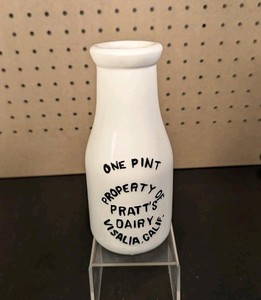 ONE PINT
PROPERTY OF
PRATT'S
DAIRY
VISALIA, CALIF.